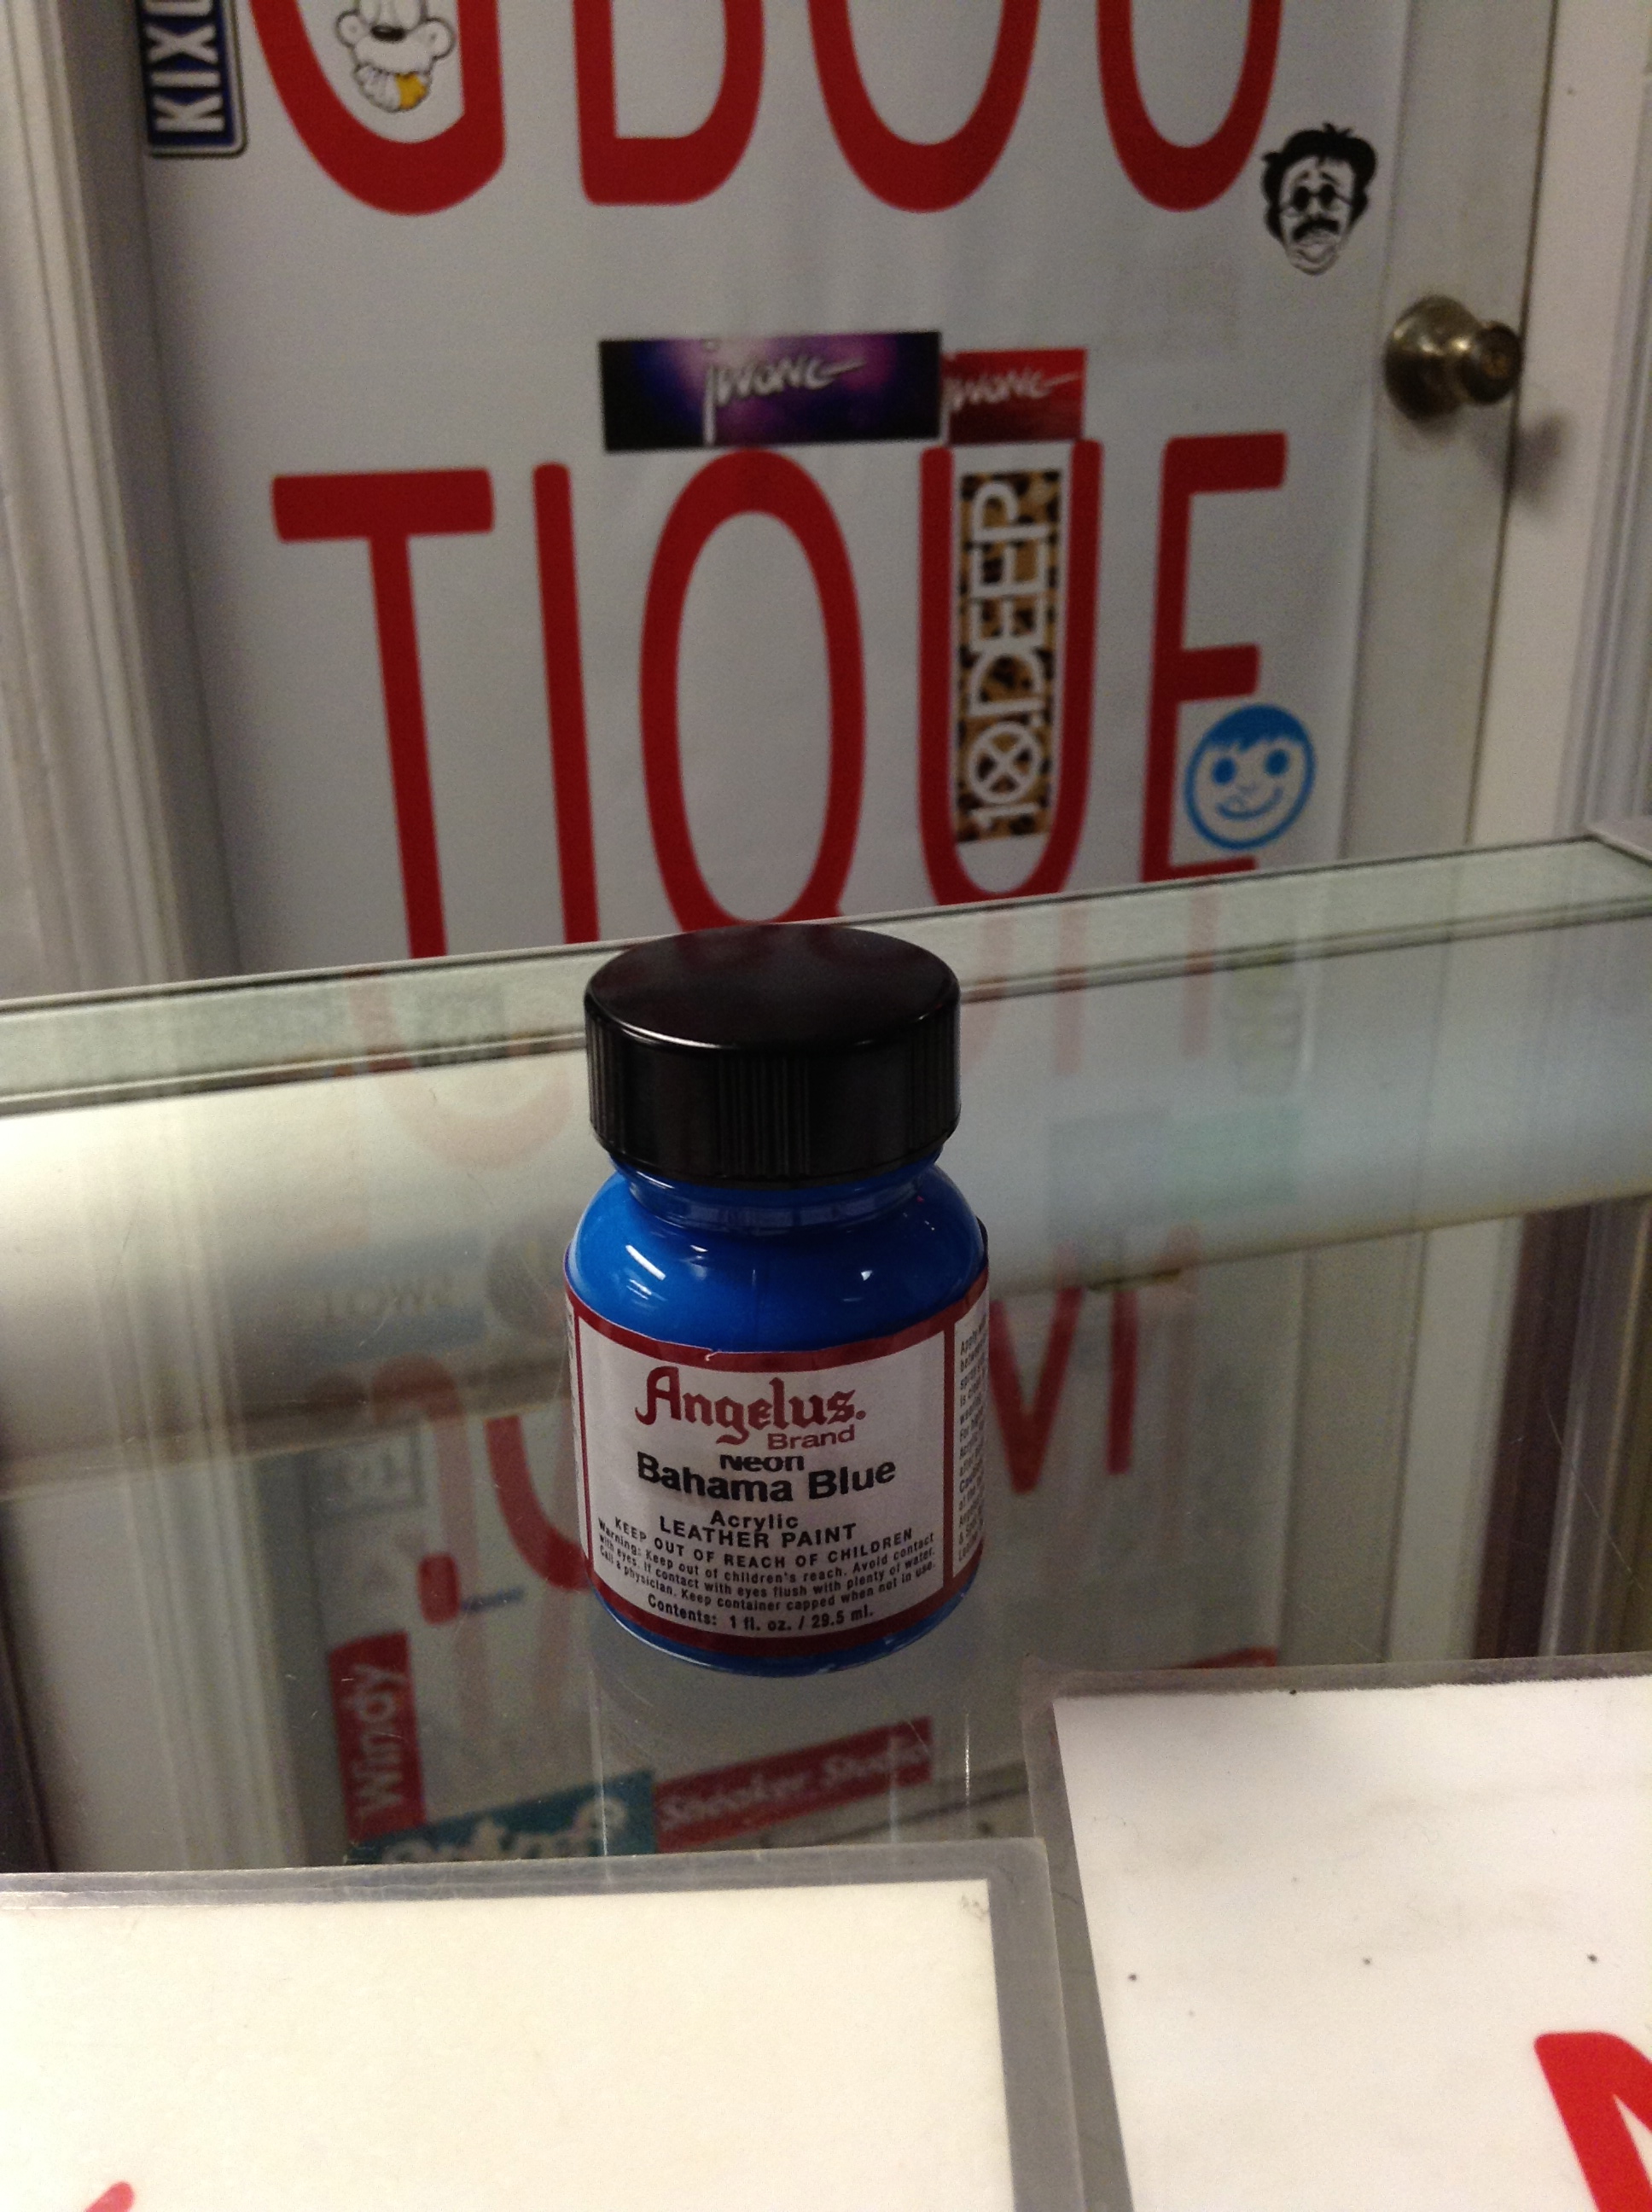 KIX
GBOU
jwong
jwong
TIQUE
10DEEP
Angelus.
Brand
Neon
Bahama Blue
Acrylic
LEATHER PAINT
KEEP OUT OF REACH OF CHILDREN
Warning: Keep out of children's reach. Avoid contact
with eyes. If contact with eyes flush with plenty of water.
Call a physician. Keep container capped when not in use.
Contents: 1 fl. oz. / 29.5 ml.
Windy
Sneaker Studio